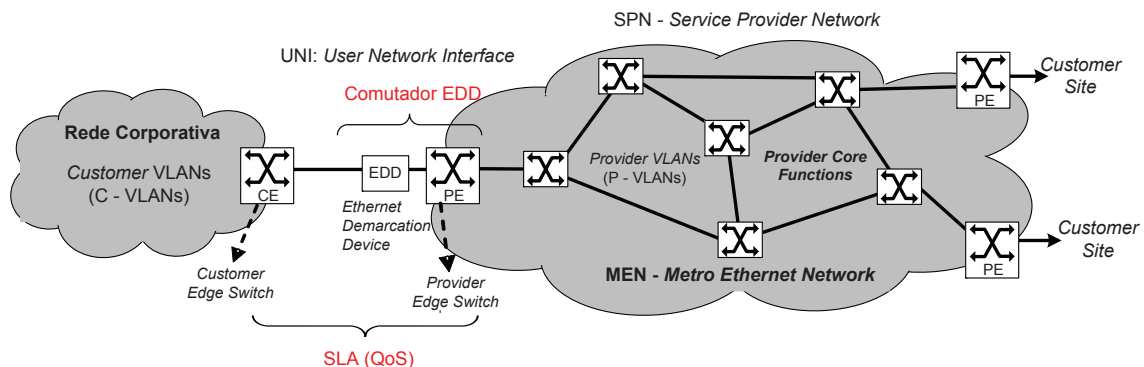 SPN - Service Provider Network
UNI: User Network Interface
Comutador EDD
Rede Corporativa
Customer VLANs
(C - VLANs)
CE
EDD
PE
Ethernet
Demarcation
Device
Customer
Edge Switch
Provider
Edge Switch
SLA (QoS)
Provider VLANs
(P - VLANs)
Provider Core
Functions
MEN - Metro Ethernet Network
PE
Customer
Site
PE
Customer
Site